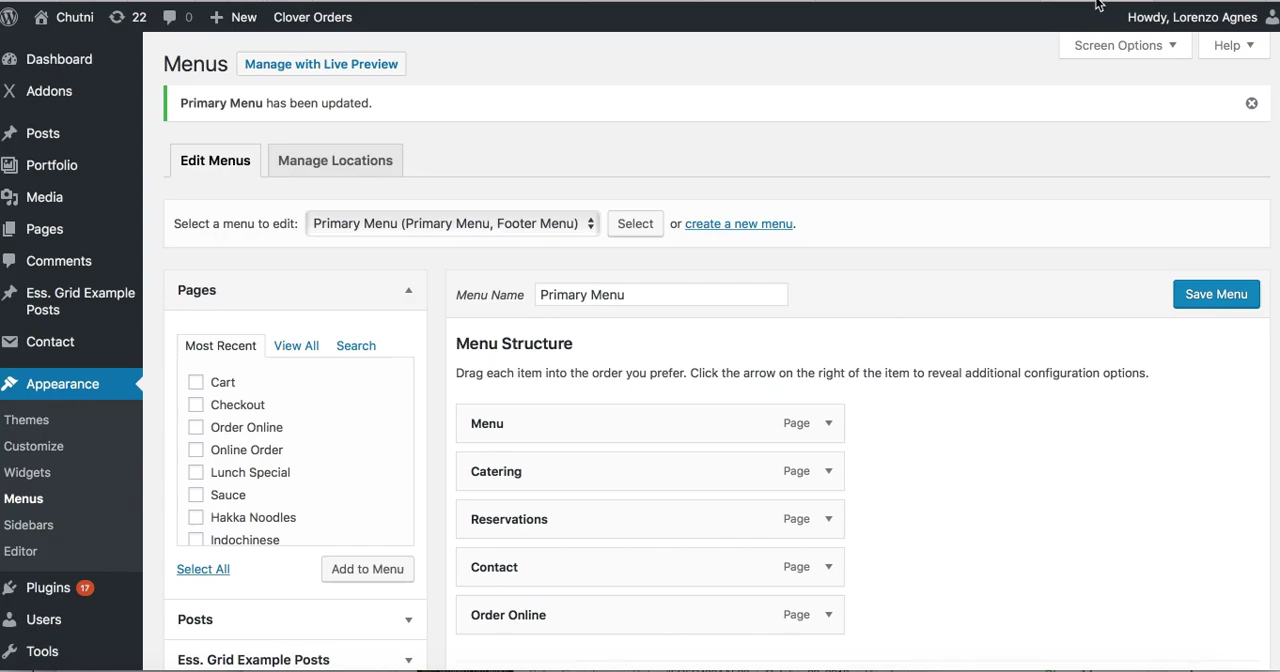 Chutni 22 0 New Clover Orders Howdy, Lorenzo Agnes
Screen Options Help
Menus Manage with Live Preview
Primary Menu has been updated.
Edit Menus Manage Locations
Select a menu to edit: Primary Menu (Primary Menu, Footer Menu) Select or create a new menu.
Dashboard
Addons
Posts
Portfolio
Media
Pages
Comments
Ess. Grid Example
Posts
Contact
Appearance
Themes
Customize
Widgets
Menus
Sidebars
Editor
Plugins 17
Users
Tools
Pages
Most Recent View All Search
Cart
Checkout
Order Online
Online Order
Lunch Special
Sauce
Hakka Noodles
Indochinese
Select All Add to Menu
Posts
Ess. Grid Example Posts
Menu Name Primary Menu Save Menu
Menu Structure
Drag each item into the order you prefer. Click the arrow on the right of the item to reveal additional configuration options.
Menu Page
Catering Page
Reservations Page
Contact Page
Order Online Page